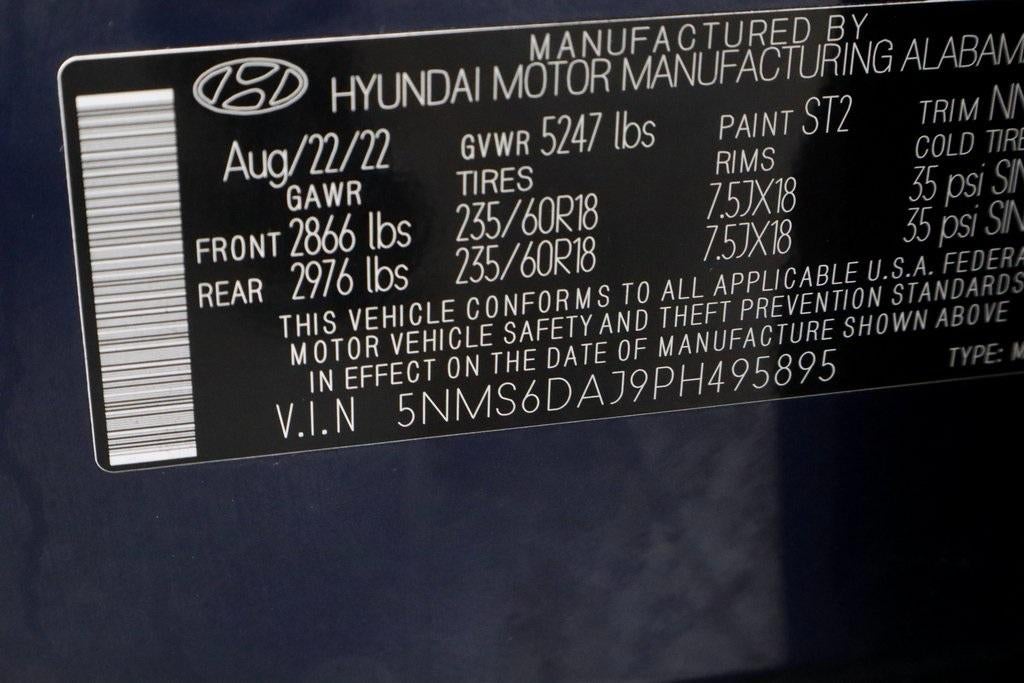 MANUFACTURED BY
HYUNDAI MOTOR MANUFACTURING ALABAM
Aug/22/22 GVWR 5247 lbs PAINT ST2 TRIM NN
GAWR TIRES RIMS COLD TIRE
FRONT 2866 lbs 235/60R18 7.5JX18 35 psi SIN
REAR 2976 lbs 235/60R18 7.5JX18 35 psi SIN
THIS VEHICLE CONFORMS TO ALL APPLICABLE U.S.A. FEDERA
MOTOR VEHICLE SAFETY AND THEFT PREVENTION STANDARDS
IN EFFECT ON THE DATE OF MANUFACTURE SHOWN ABOVE
V.I.N 5NMS6DAJ9PH495895 TYPE: M